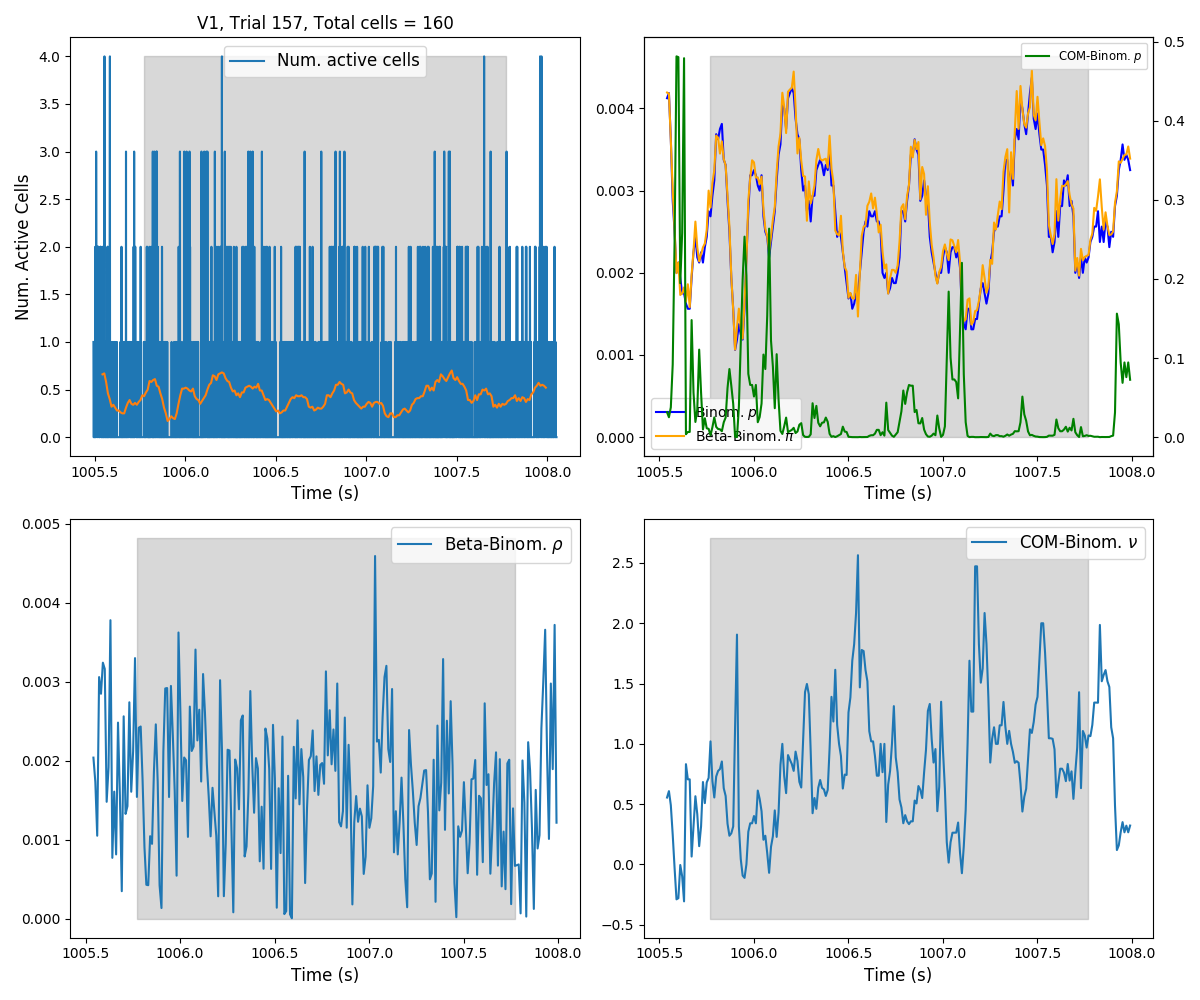 V1, Trial 157, Total cells = 160
Num. active cells
Num. Active Cells
4.0
3.5
3.0
2.5
2.0
1.5
1.0
0.5
0.0
1005.5 1006.0 1006.5 1007.0 1007.5 1008.0
Time (s)
COM-Binom. p
0.004
0.003
0.002
0.001
0.000
0.5
0.4
0.3
0.2
0.1
0.0
Binom. p
Beta-Binom. π
1005.5 1006.0 1006.5 1007.0 1007.5 1008.0
Time (s)
Beta-Binom. ρ
0.005
0.004
0.003
0.002
0.001
0.000
1005.5 1006.0 1006.5 1007.0 1007.5 1008.0
Time (s)
COM-Binom. ν
2.5
2.0
1.5
1.0
0.5
0.0
−0.5
1005.5 1006.0 1006.5 1007.0 1007.5 1008.0
Time (s)